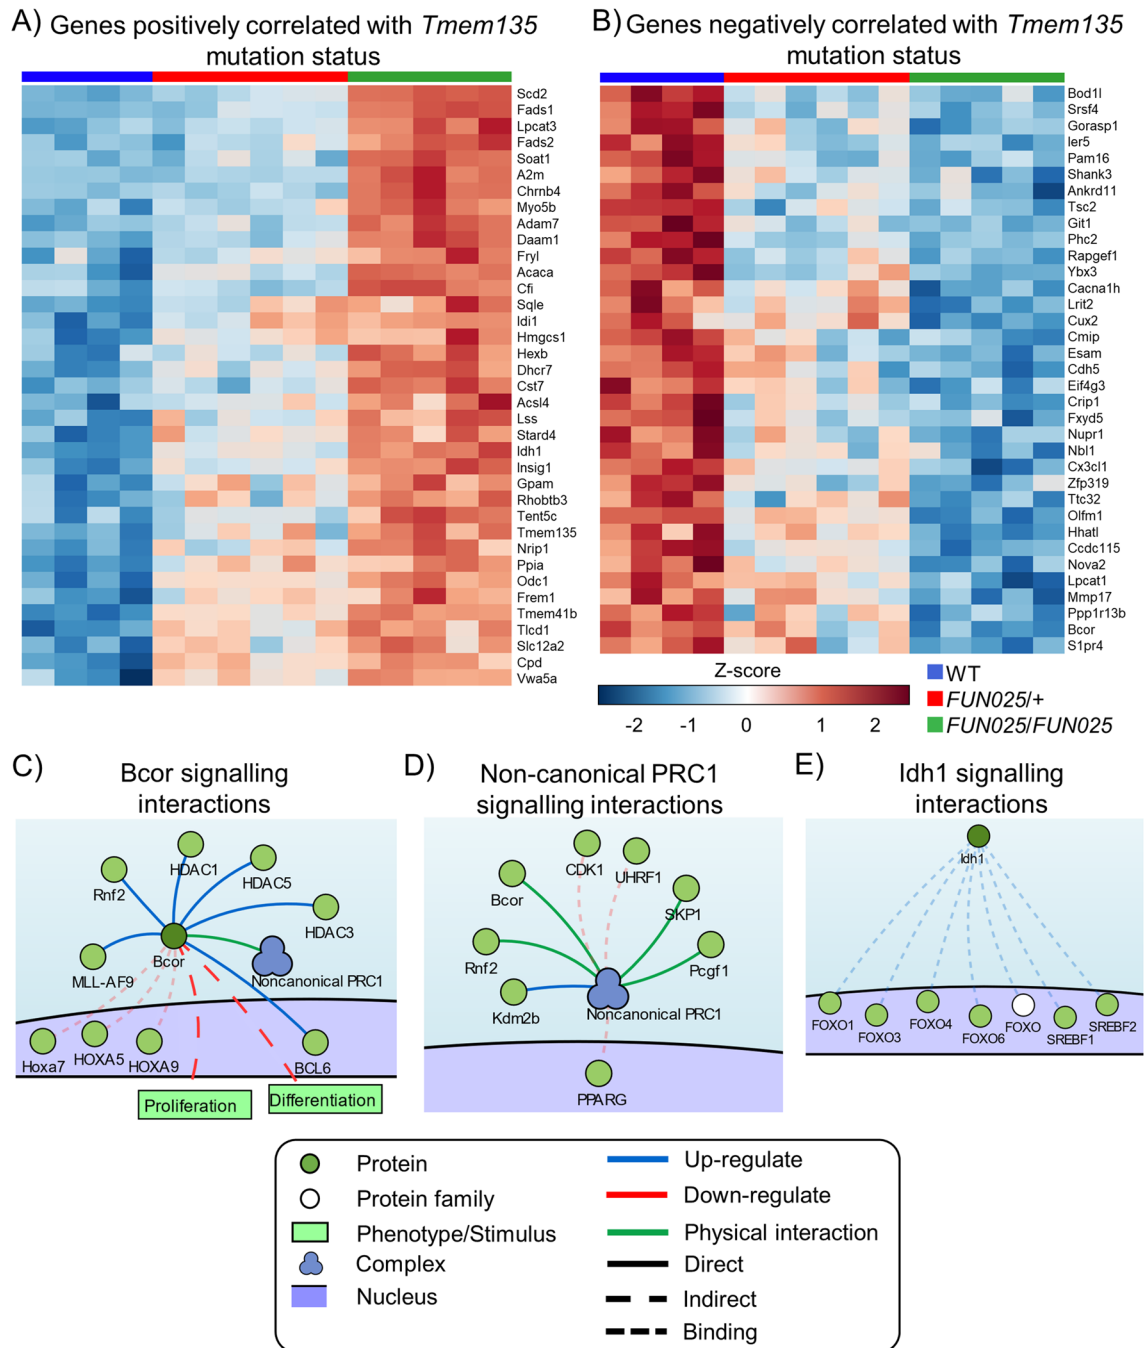 A) Genes positively correlated with Tmem135
mutation status
Scd2
Fads1
Lpcat3
Fads2
Soat1
A2m
Chrnb4
Myo5b
Adam7
Daam1
Fryl
Acaca
Cfi
Sqle
Idi1
Hmgcs1
Hexb
Dhcr7
Cst7
Acsl4
Lss
Stard4
Idh1
Insig1
Gpam
Rhobtb3
Tent5c
Tmem135
Nrip1
Ppia
Odc1
Frem1
Tmem41b
Tlcd1
Slc12a2
Cpd
Vwa5a
B) Genes negatively correlated with Tmem135
mutation status
Bod1l
Srsf4
Gorasp1
Ier5
Pam16
Shank3
Ankrd11
Tsc2
Git1
Phc2
Rapgef1
Ybx3
Cacna1h
Lrit2
Cux2
Cmip
Esam
Cdh5
Eif4g3
Crip1
Fxyd5
Nupr1
Nbl1
Cx3cl1
Zfp319
Ttc32
Olfm1
Hhatl
Ccdc115
Nova2
Lpcat1
Mmp17
Ppp1r13b
Bcor
S1pr4
Z-score
-2 -1 0 1 2
WT
FUN025/+
FUN025/FUN025
C) Bcor signalling
interactions
HDAC1
HDAC5
Rnf2
HDAC3
Bcor
MLL-AF9
Noncanonical PRC1
Hoxa7
HOXA5
HOXA9
BCL6
Proliferation
Differentiation
D) Non-canonical PRC1
signalling interactions
CDK1
UHRF1
Bcor
SKP1
Rnf2
Pcgf1
Kdm2b
Noncanonical PRC1
PPARG
E) Idh1 signalling
interactions
Idh1
FOXO1
FOXO3
FOXO4
FOXO6
FOXO
SREBF1
SREBF2
Protein
Protein family
Phenotype/Stimulus
Complex
Nucleus
Up-regulate
Down-regulate
Physical interaction
Direct
Indirect
Binding